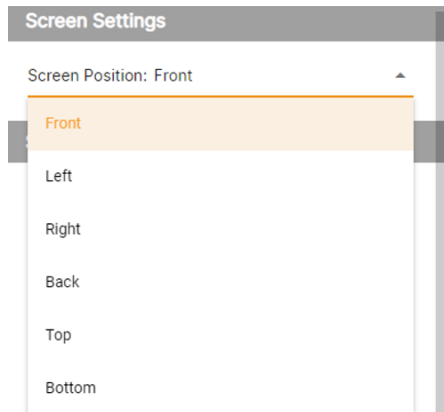 Screen Settings
Screen Position: Front
Front
Left
Right
Back
Top
Bottom